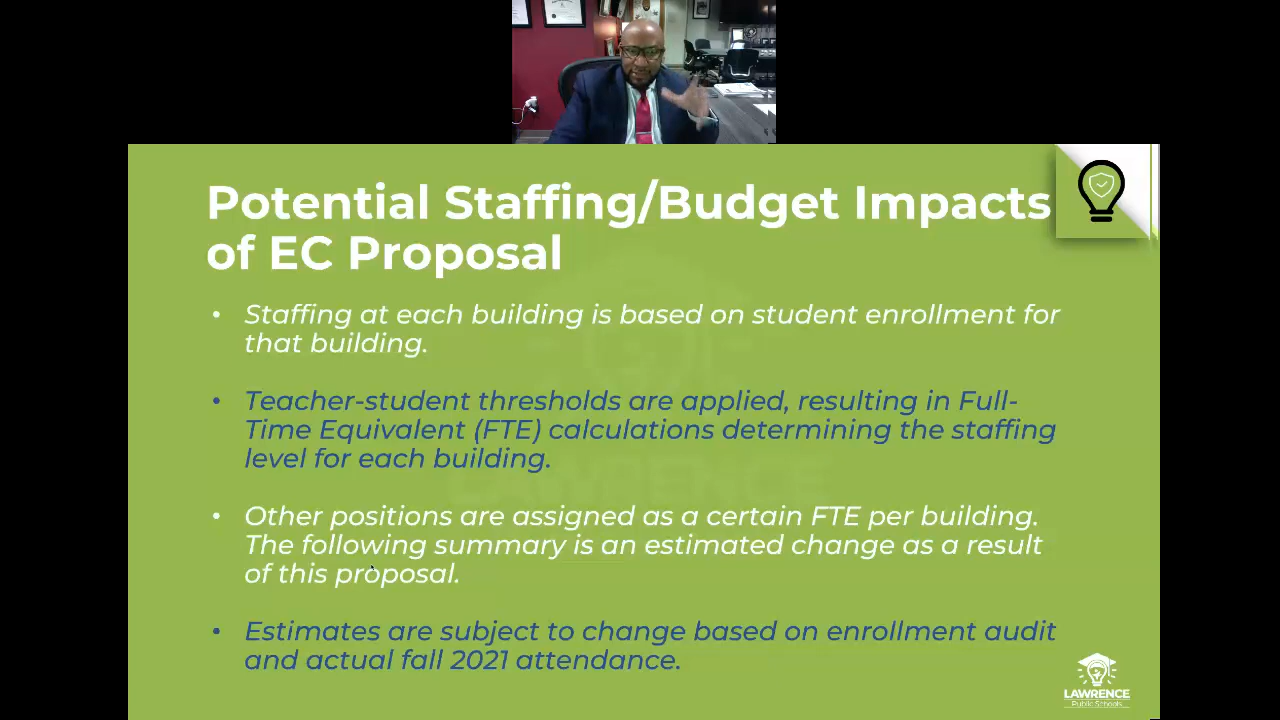 Potential Staffing/Budget Impacts
of EC Proposal
• Staffing at each building is based on student enrollment for
that building.
• Teacher-student thresholds are applied, resulting in Full-
Time Equivalent (FTE) calculations determining the staffing
level for each building.
• Other positions are assigned as a certain FTE per building.
The following summary is an estimated change as a result
of this proposal.
• Estimates are subject to change based on enrollment audit
and actual fall 2021 attendance.
LAWRENCE
LAWRENCE
Public Schools